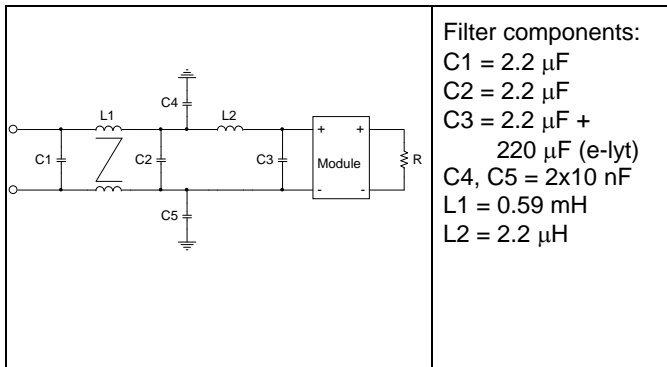 C4
L1
L2
C1
C2
C3
+
+
Module
-
-
R
C5
Filter components:
C1 = 2.2 μF
C2 = 2.2 μF
C3 = 2.2 μF +
220 μF (e-lyt)
C4, C5 = 2x10 nF
L1 = 0.59 mH
L2 = 2.2 μH